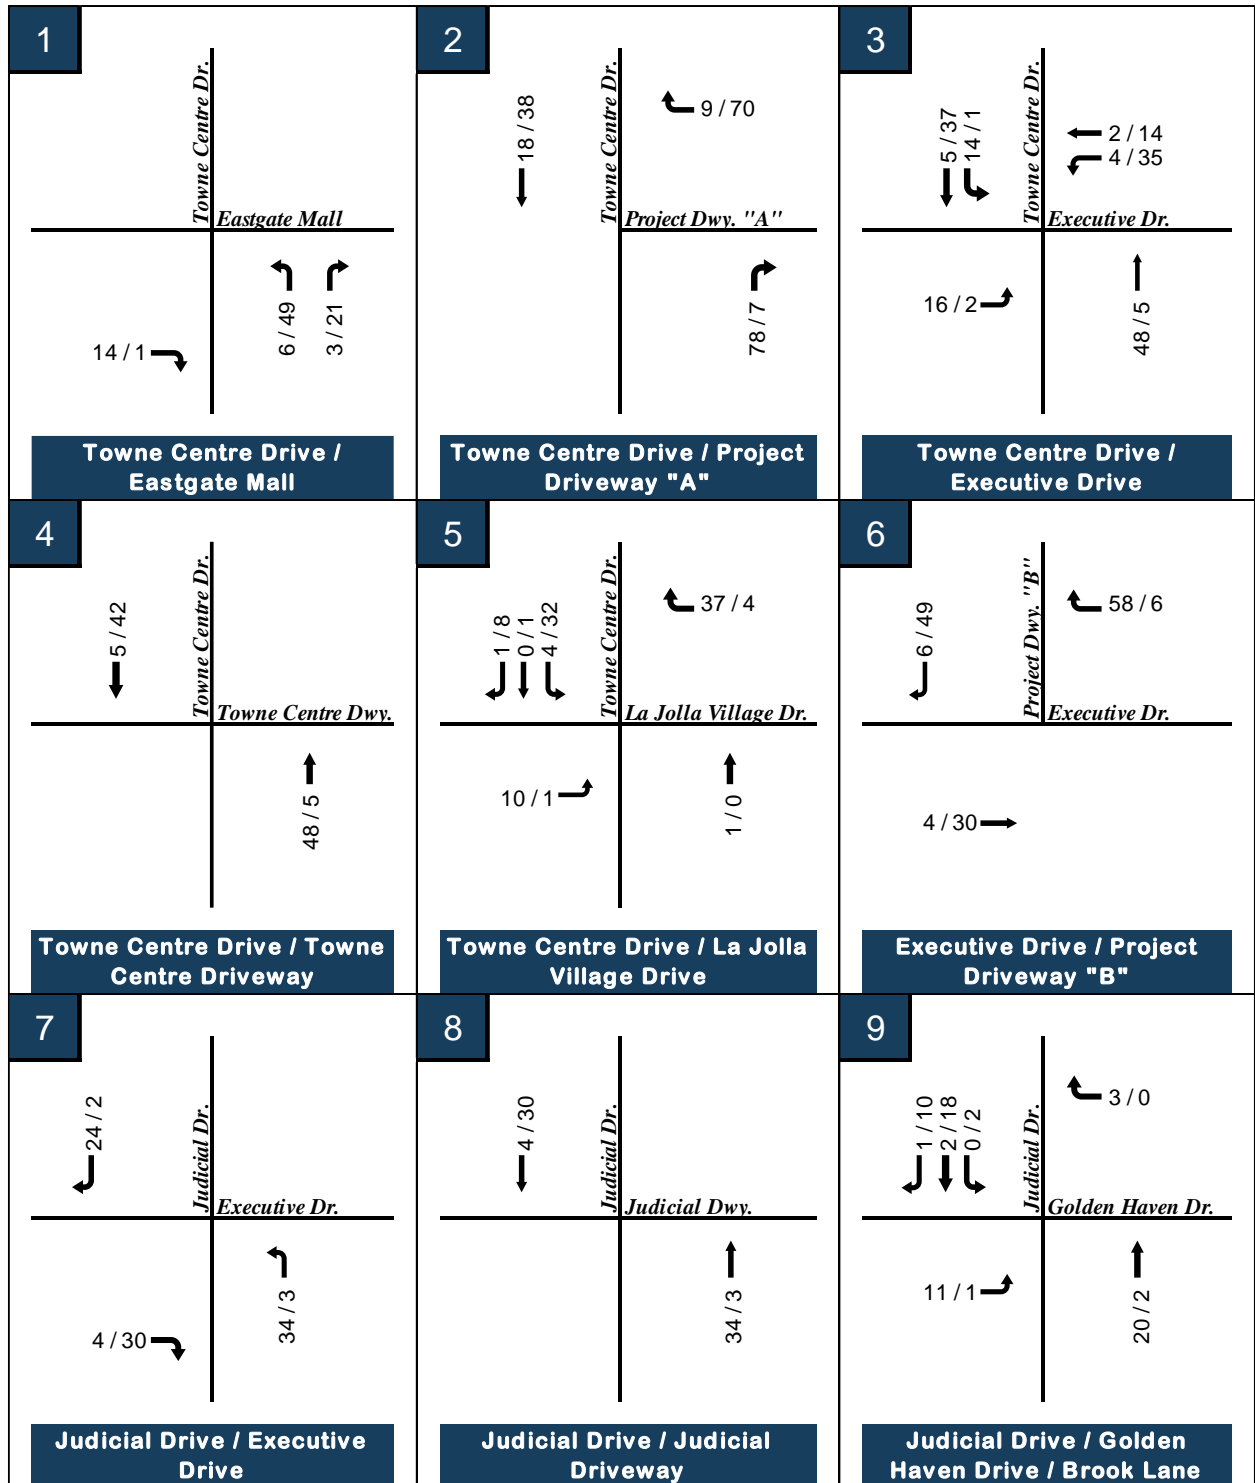 1
Towne Centre Dr.
Eastgate Mall
6 / 49
3 / 21
14 / 1
Towne Centre Drive /
Eastgate Mall
2
18 / 38
Towne Centre Dr.
9 / 70
Project Dwy. "A"
78 / 7
Towne Centre Drive / Project
Driveway "A"
3
5 / 37
14 / 1
Towne Centre Dr.
2 / 14
4 / 35
Executive Dr.
16 / 2
48 / 5
Towne Centre Drive /
Executive Drive
4
5 / 42
Towne Centre Dr.
Towne Centre Dwy.
48 / 5
Towne Centre Drive / Towne
Centre Driveway
5
1 / 8
0 / 1
4 / 32
Towne Centre Dr.
37 / 4
La Jolla Village Dr.
10 / 1
1 / 0
Towne Centre Drive / La Jolla
Village Drive
6
6 / 49
Project Dwy. "B"
58 / 6
Executive Dr.
4 / 30
Executive Drive / Project
Driveway "B"
7
24 / 2
Judicial Dr.
Executive Dr.
34 / 3
4 / 30
Judicial Drive / Executive
Drive
8
4 / 30
Judicial Dr.
Judicial Dwy.
34 / 3
Judicial Drive / Judicial
Driveway
9
1 / 10
2 / 18
0 / 2
Judicial Dr.
3 / 0
Golden Haven Dr.
11 / 1
20 / 2
Judicial Drive / Golden
Haven Drive / Brook Lane